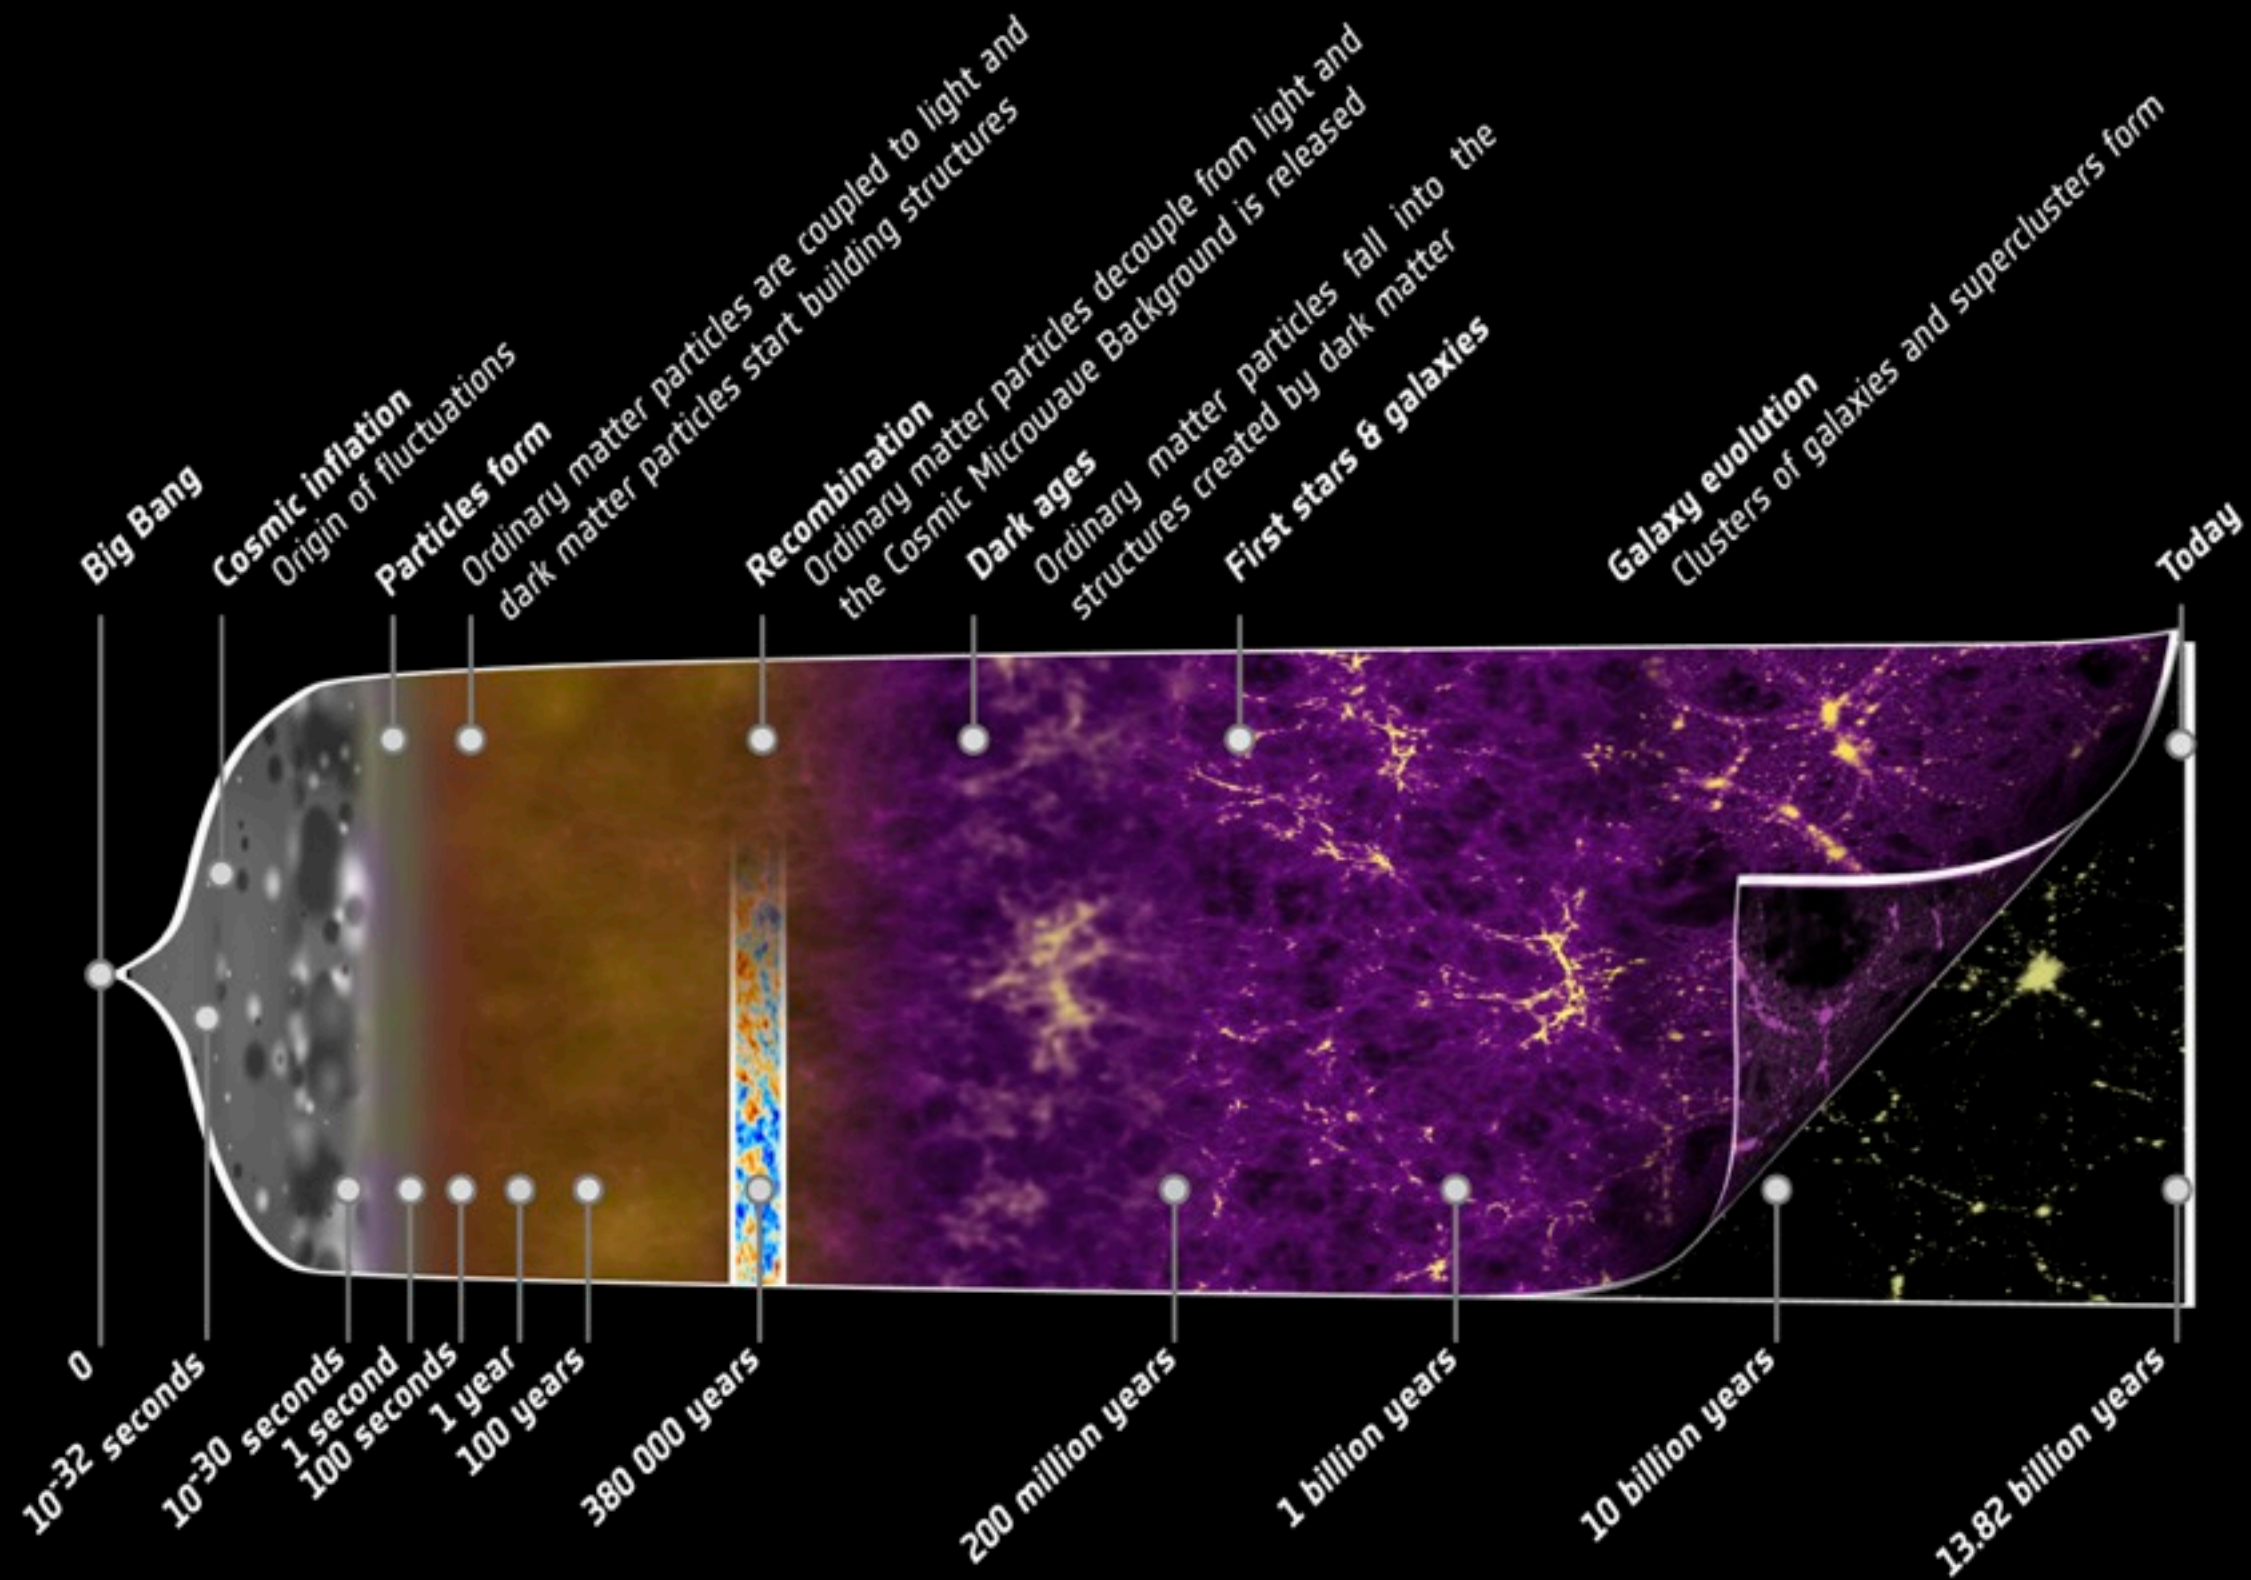 Big Bang
Cosmic inflation
Origin of fluctuations
Particles form
Ordinary matter particles are coupled to light and
dark matter particles start building structures
Recombination
Ordinary matter particles decouple from light and
the Cosmic Microwave Background is released
Dark ages
Ordinary matter particles fall into the
structures created by dark matter
First stars & galaxies
Galaxy evolution
Clusters of galaxies and superclusters form
Today
0
10-32 seconds
10-30 seconds
1 second
100 seconds
1 year
100 years
380 000 years
200 million years
1 billion years
10 billion years
13.82 billion years